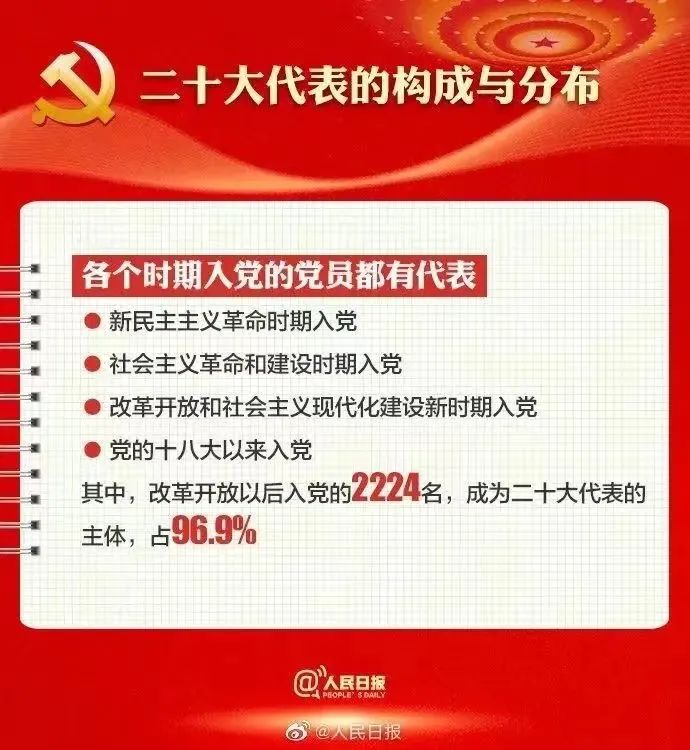 二十大代表的构成与分布
各个时期入党的党员都有代表
● 新民主主义革命时期入党
● 社会主义革命和建设时期入党
● 改革开放和社会主义现代化建设新时期入党
● 党的十八大以来入党
其中，改革开放以后入党的2224名，成为二十大代表的
主体，占96.9%
@人民日报
PEOPLE'S DAILY
@人民日报